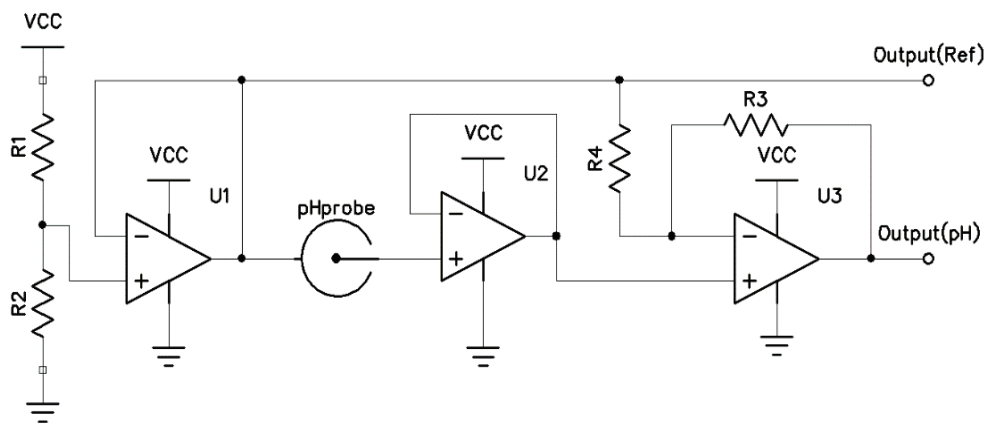 VCC
Output(Ref)
R1
R3
VCC
VCC
R4
VCC
U1
U2
U3
pHprobe
−
+
−
+
−
+
Output(pH)
R2